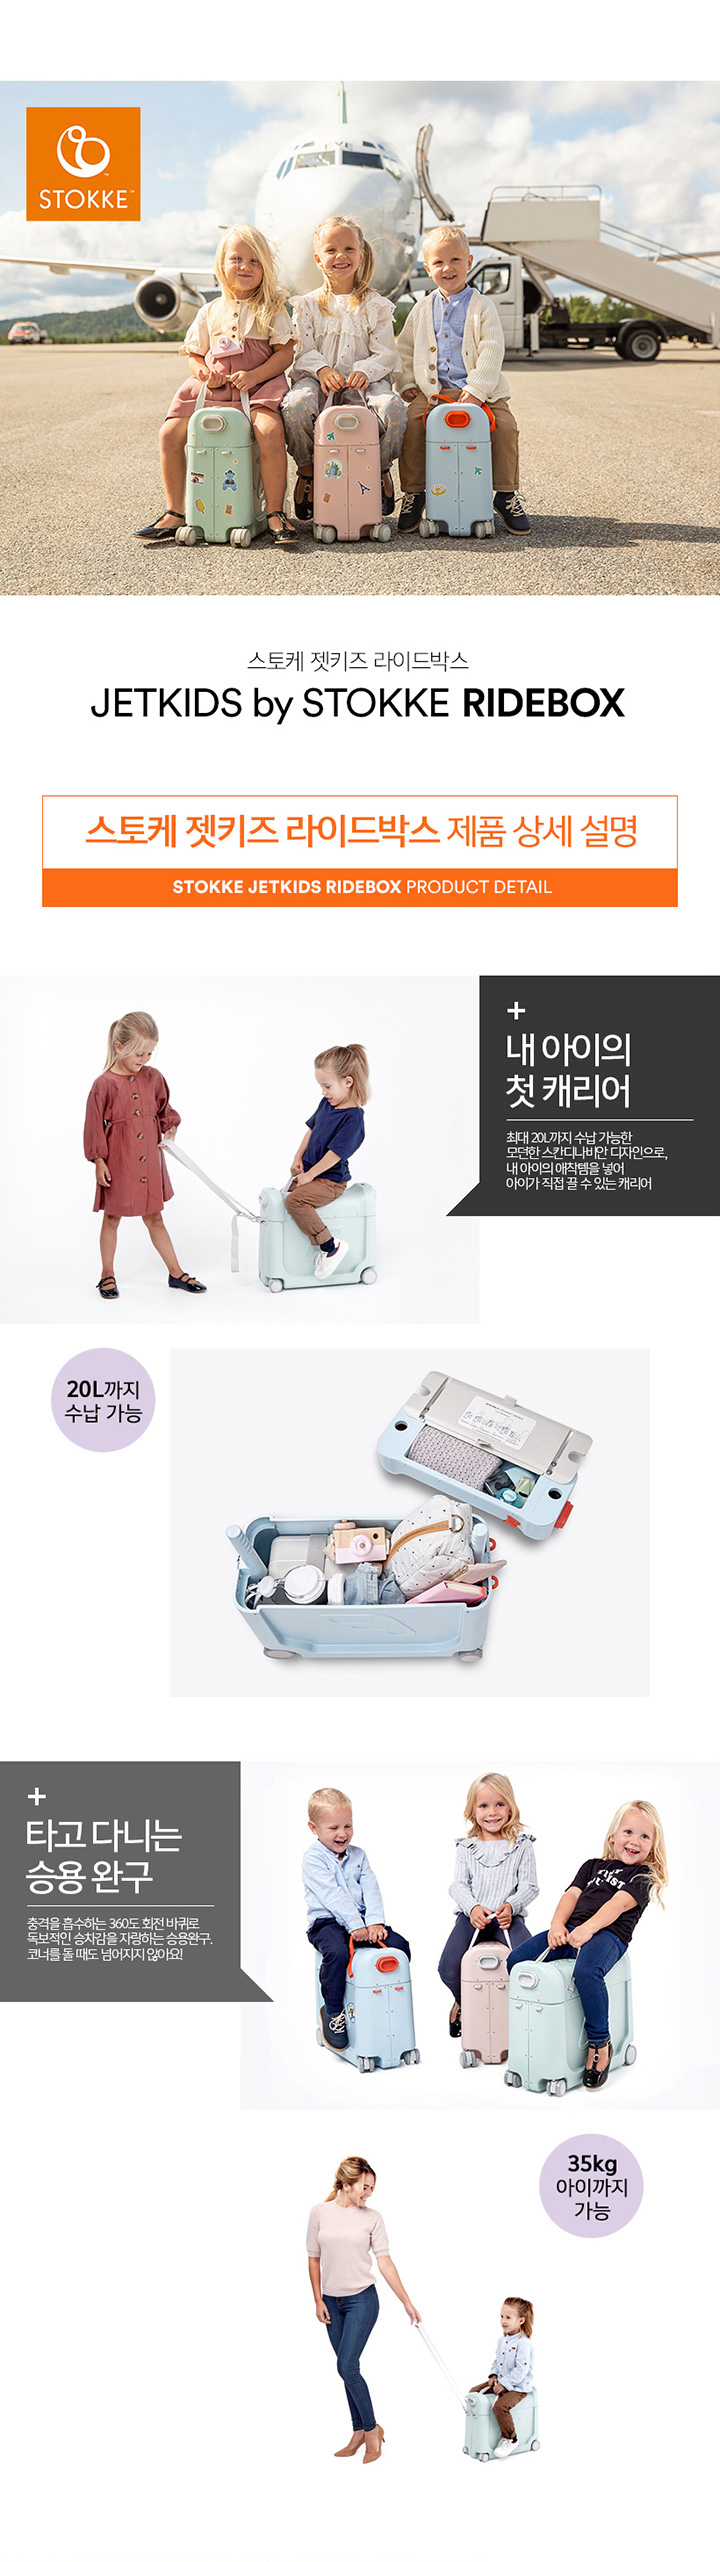 STOKKE™
스토케 젯키즈 라이드박스
JETKIDS by STOKKE RIDEBOX
스토케 젯키즈 라이드박스 제품 상세 설명
STOKKE JETKIDS RIDEBOX PRODUCT DETAIL
+
내 아이의
첫 캐리어
최대 20L까지 수납 가능한
모던한 스칸디나비안 디자인으로,
내 아이의 애착템을 넣어
아이가 직접 끌 수 있는 캐리어
20L까지
수납 가능
+
타고 다니는
승용 완구
충격을 흡수하는 360도 회전 바퀴로
독보적인 승차감을 자랑하는 승용완구.
코너를 돌 때도 넘어지지 않아요!
35kg
아이까지
가능